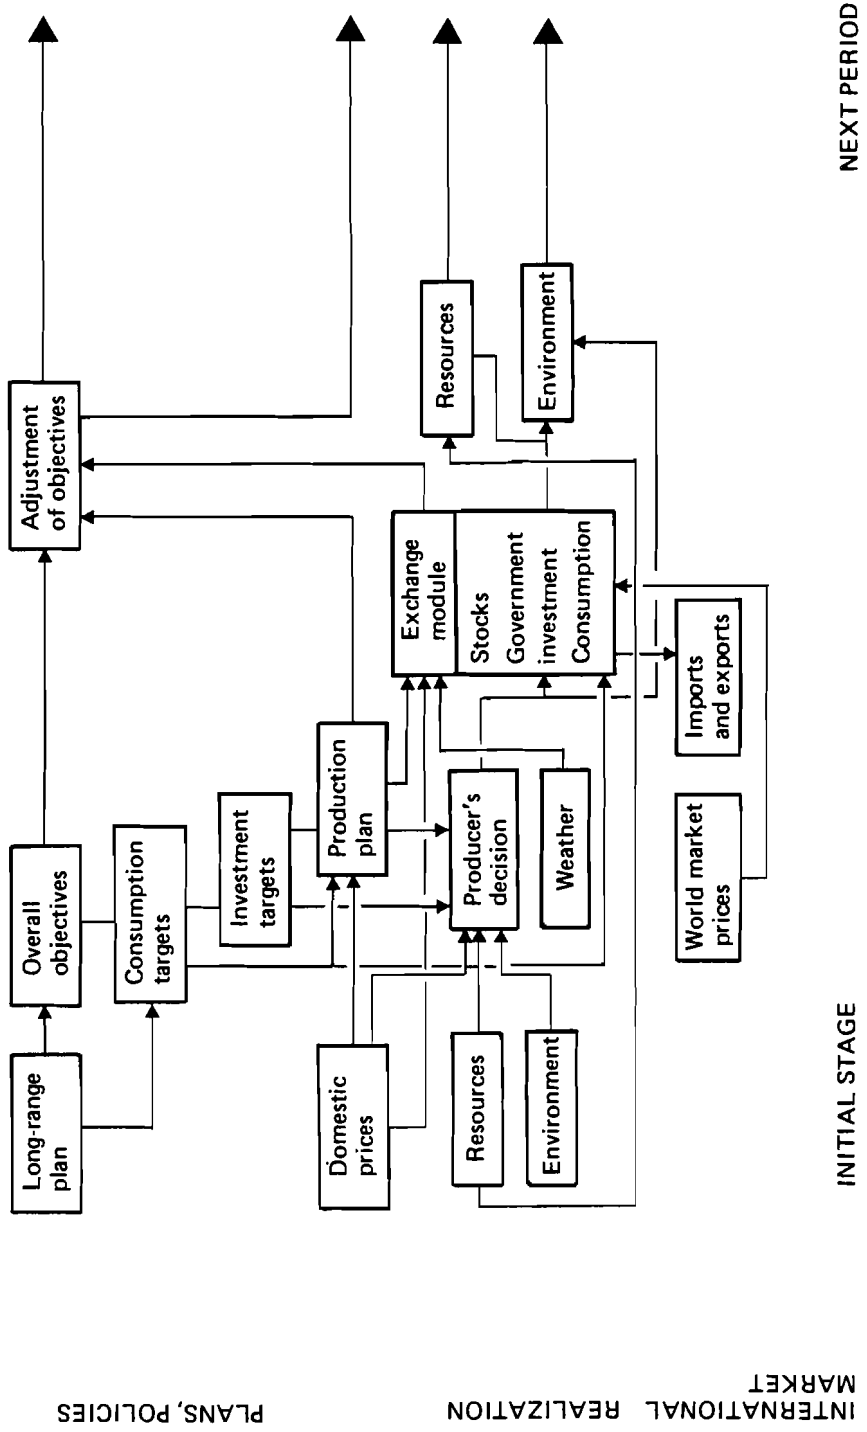 Long-range
plan
Overall
objectives
Adjustment
of objectives
Consumption
targets
Investment
targets
Domestic
prices
Production
plan
Exchange
module
Stocks
Government
investment
Consumption
Resources
Environment
Producer's
decision
Weather
Resources
Environment
World market
prices
Imports
and exports
PLANS, POLICIES
REALIZATION
INTERNATIONAL
MARKET
INITIAL STAGE
NEXT PERIOD